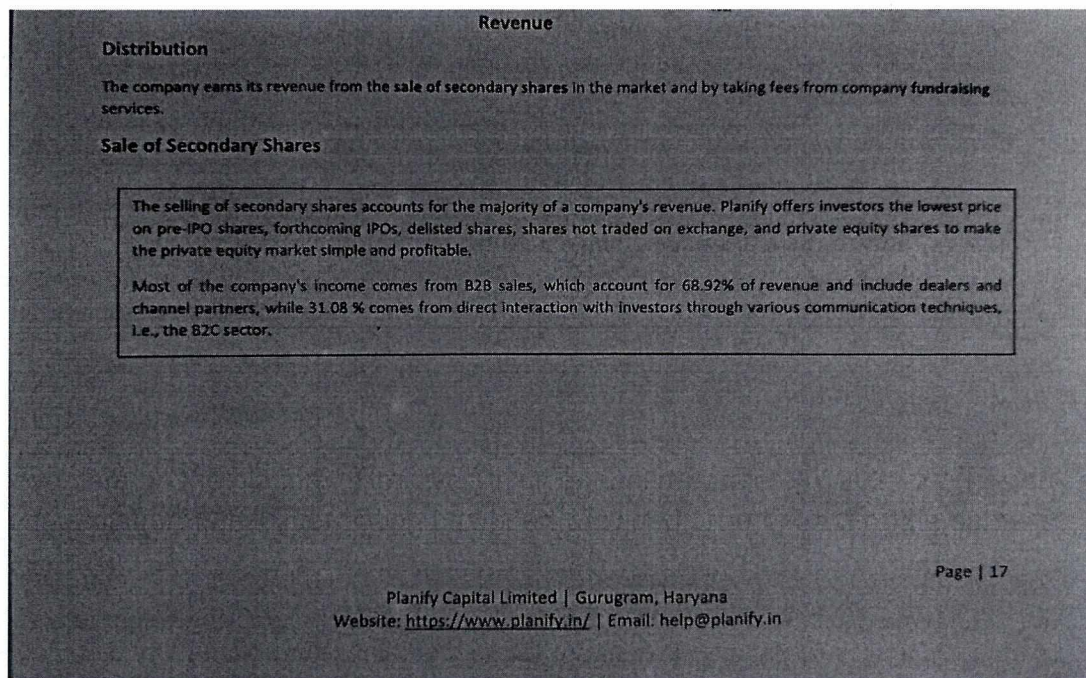 Revenue
Distribution
The company earns its revenue from the sale of secondary shares in the market and by taking fees from company fundraising
services.
Sale of Secondary Shares
The selling of secondary shares accounts for the majority of a company's revenue. Planify offers investors the lowest price
on pre-IPO shares, forthcoming IPOs, delisted shares, shares not traded on exchange, and private equity shares to make
the private equity market simple and profitable.
Most of the company's income comes from B2B sales, which account for 68.92% of revenue and include dealers and
channel partners, while 31.08 % comes from direct interaction with investors through various communication techniques,
i.e., the B2C sector.
Page | 17
Planify Capital Limited | Gurugram, Haryana
Website: https://www.planify.in/ | Email: help@planify.in